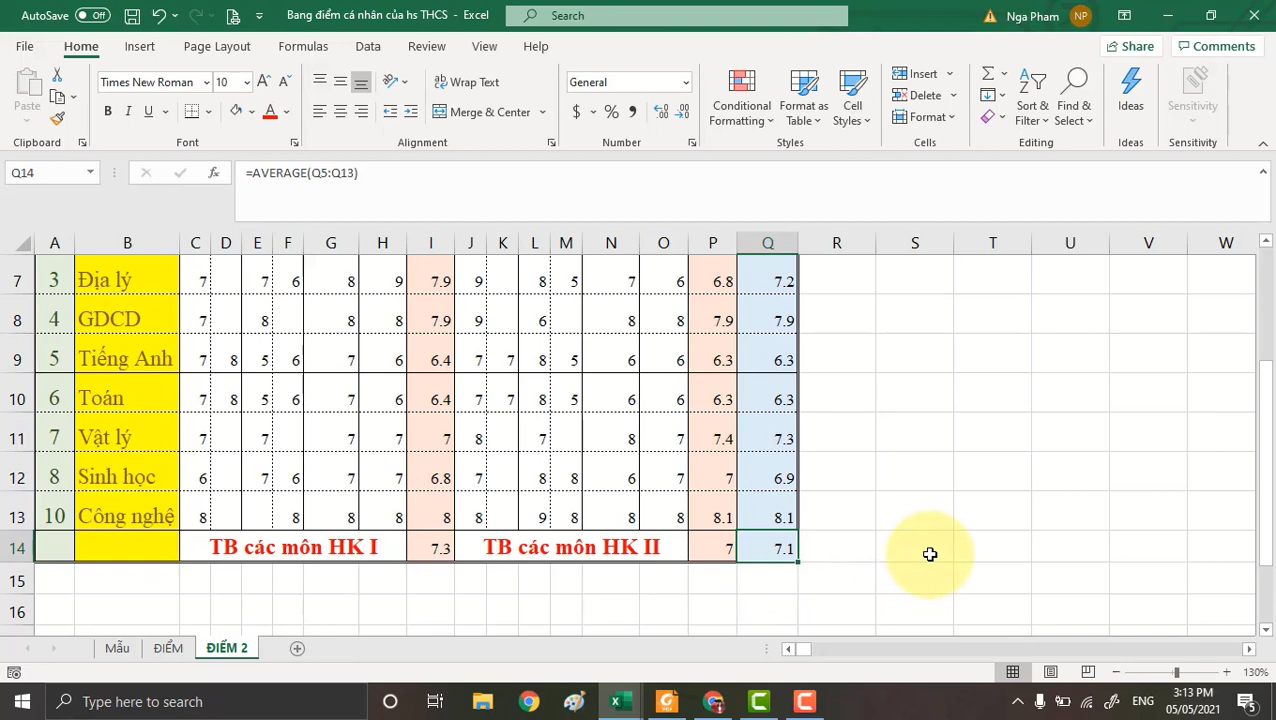 AutoSave Off Bang điểm cá nhân của hs THCS - Excel Search Nga Pham NP
File Home Insert Page Layout Formulas Data Review View Help Share Comments
Paste Times New Roman 10 A A Wrap Text General Conditional Formatting Format as Table Cell Styles Insert Sort & Filter Find & Select Ideas Sensitivity
B I U A Merge & Center $ % , Delete
Format
Clipboard Font Alignment Number Styles Cells Editing Ideas Sensitivity
Q14 fx =AVERAGE(Q5:Q13)
A B C D E F G H I J K L M N O P Q R S T U V W
7 3 Địa lý 7 7 6 8 9 7.9 9 8 5 7 6 6.8 7.2
8 4 GDCD 7 8 8 8 7.9 9 6 8 8 7.9 7.9
9 5 Tiếng Anh 7 8 5 6 7 6 6.4 7 7 8 5 6 6 6.3 6.3
10 6 Toán 7 8 5 6 7 6 6.4 7 7 8 5 6 6 6.3 6.3
11 7 Vật lý 7 7 7 7 7 8 7 8 7 7.4 7.3
12 8 Sinh học 6 7 6 7 7 6.8 7 8 8 6 7 7 6.9
13 10 Công nghệ 8 8 8 8 8 8 9 8 8 8 8.1 8.1
14 TB các môn HK I 7.3 TB các môn HK II 7 7.1
15
16
Mẫu ĐIỂM ĐIỂM 2
130%
Type here to search ENG 3:13 PM
05/05/2021 5